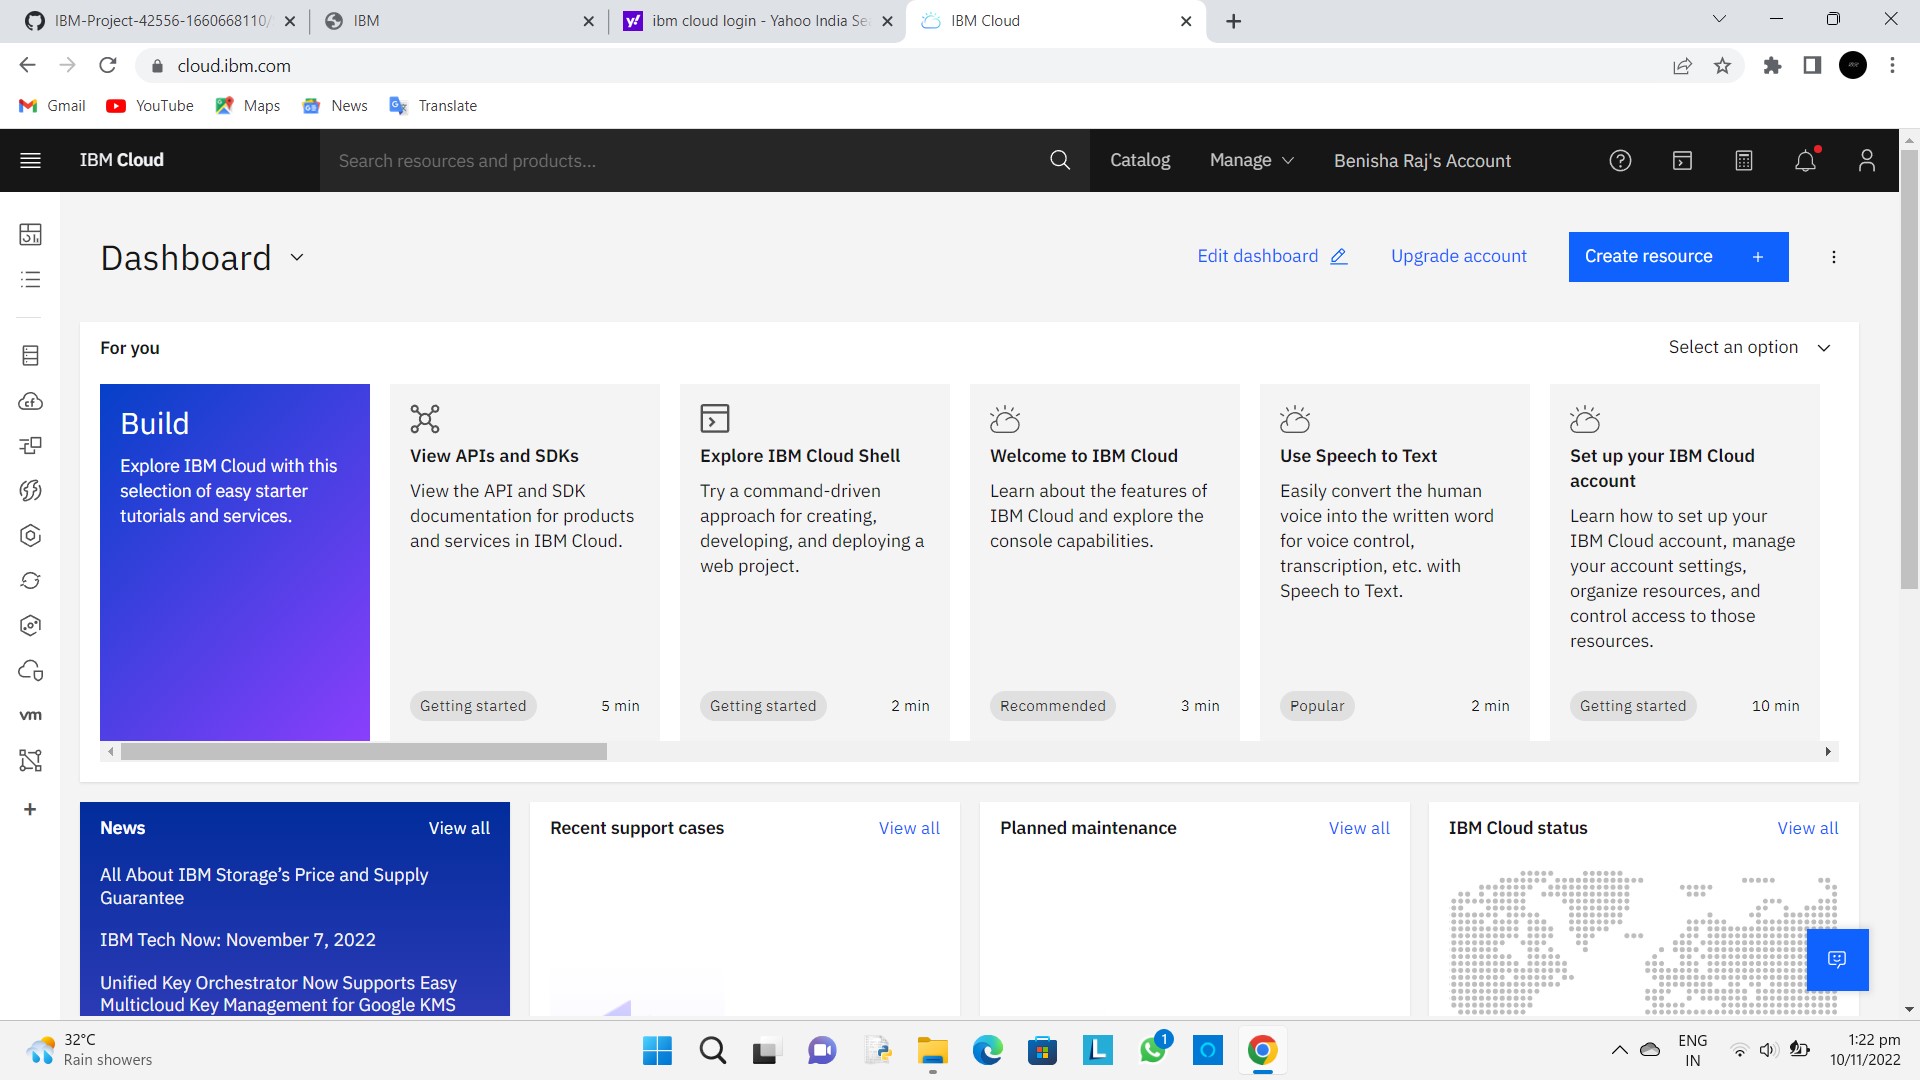 IBM-Project-42556-1660668110/
IBM
ibm cloud login - Yahoo India Sea
IBM Cloud
cloud.ibm.com
Gmail
YouTube
Maps
News
Translate
IBM Cloud
Search resources and products...
Catalog
Manage
Benisha Raj's Account
Dashboard
Edit dashboard
Upgrade account
Create resource +
For you
Select an option
Build
Explore IBM Cloud with this
selection of easy starter
tutorials and services.
View APIs and SDKs
View the API and SDK
documentation for products
and services in IBM Cloud.
Getting started
5 min
Explore IBM Cloud Shell
Try a command-driven
approach for creating,
developing, and deploying a
web project.
Getting started
2 min
Welcome to IBM Cloud
Learn about the features of
IBM Cloud and explore the
console capabilities.
Recommended
3 min
Use Speech to Text
Easily convert the human
voice into the written word
for voice control,
transcription, etc. with
Speech to Text.
Popular
2 min
Set up your IBM Cloud
account
Learn how to set up your
IBM Cloud account, manage
your account settings,
organize resources, and
control access to those
resources.
Getting started
10 min
vm
News
View all
All About IBM Storage's Price and Supply
Guarantee
IBM Tech Now: November 7, 2022
Unified Key Orchestrator Now Supports Easy
Multicloud Key Management for Google KMS
Recent support cases
View all
Planned maintenance
View all
IBM Cloud status
View all
32°C
Rain showers
1
ENG
IN
1:22 pm
10/11/2022